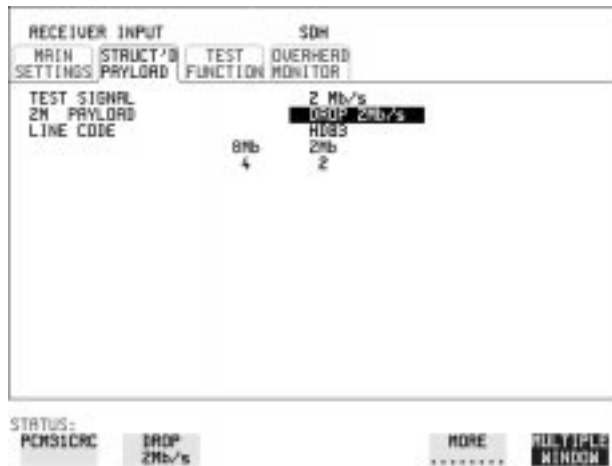 RECEIVER INPUT SDH
MAIN SETTINGS
STRUCT'D PAYLOAD
TEST FUNCTION
OVERHEAD MONITOR
TEST SIGNAL 2 Mb/s
2M PAYLOAD DROP 2Mb/s
LINE CODE HDB3
8Mb 2Mb
4 2
STATUS:
PCM31CRC
DROP 2Mb/s
MORE ........
MULTIPLE WINDOW